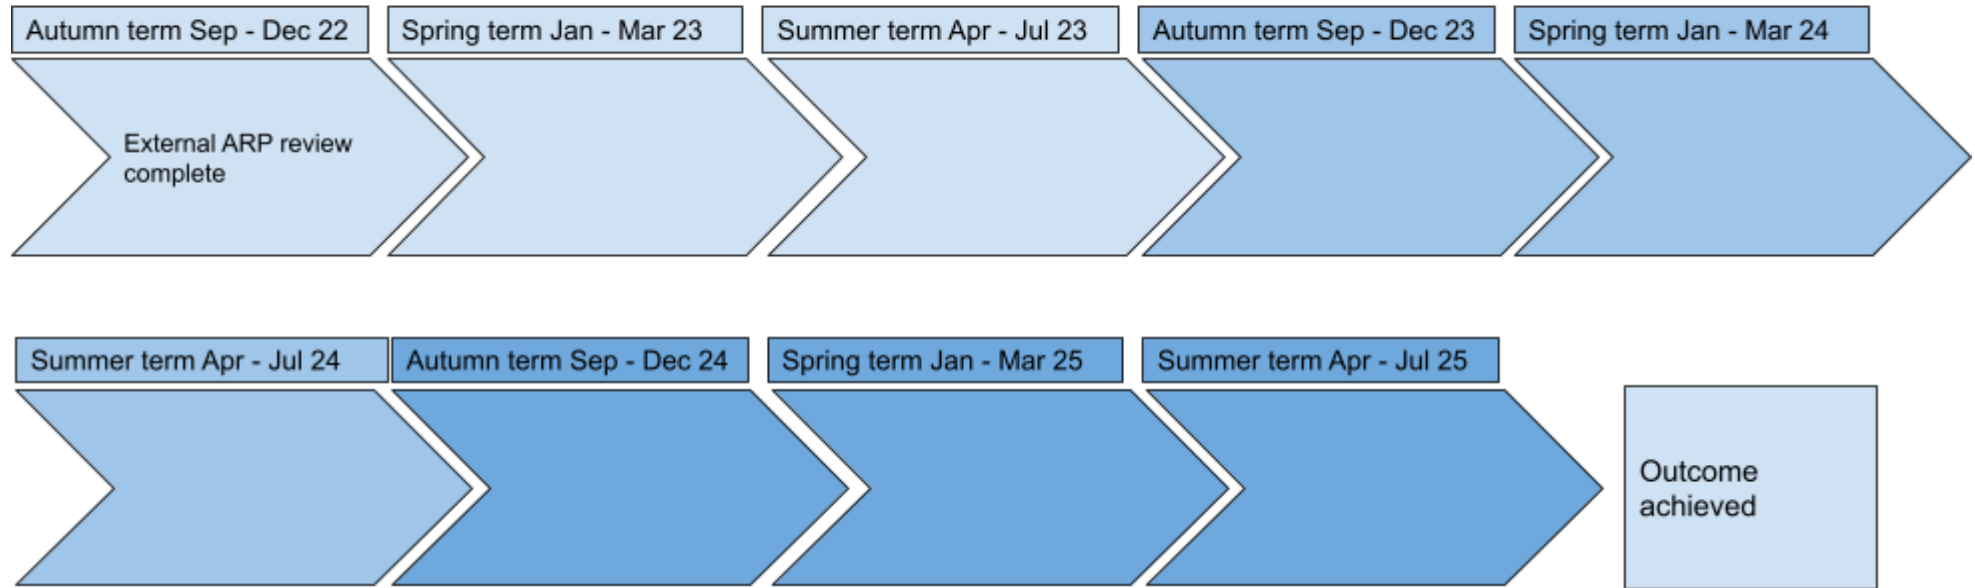 Autumn term Sep - Dec 22
Spring term Jan - Mar 23
Summer term Apr - Jul 23
Autumn term Sep - Dec 23
Spring term Jan - Mar 24
External ARP review
complete
Summer term Apr - Jul 24
Autumn term Sep - Dec 24
Spring term Jan - Mar 25
Summer term Apr - Jul 25
Outcome
achieved